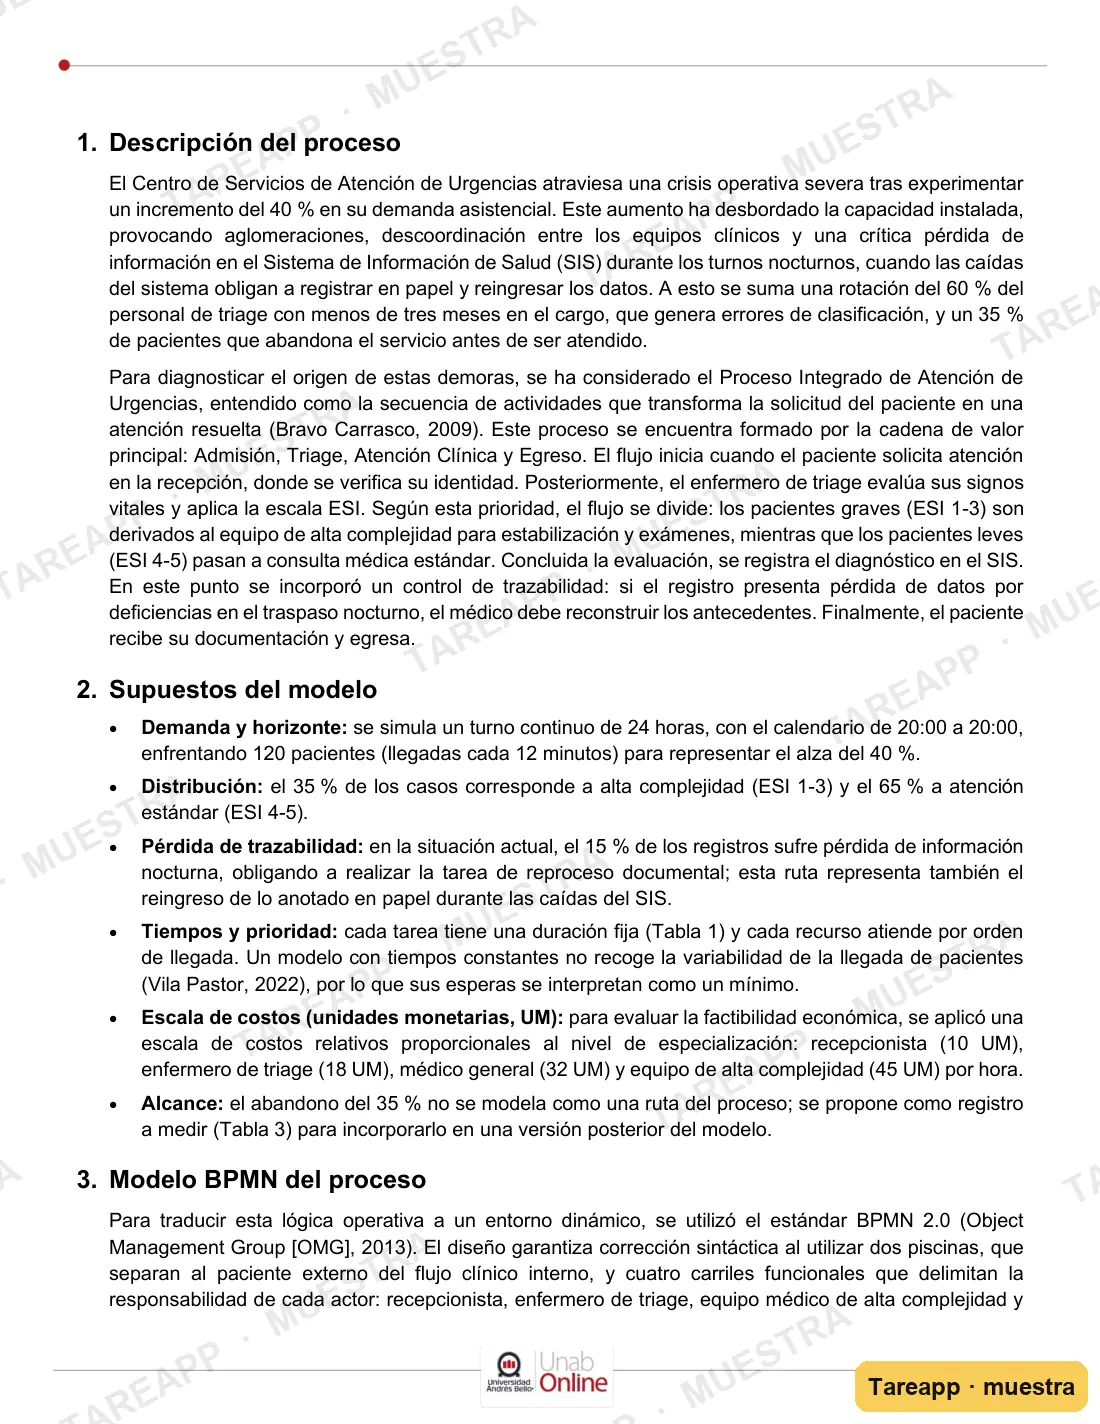 1. Descripción del proceso
El Centro de Servicios de Atención de Urgencias atraviesa una crisis operativa severa tras experimentar
un incremento del 40 % en su demanda asistencial. Este aumento ha desbordado la capacidad instalada,
provocando aglomeraciones, descoordinación entre los equipos clínicos y una crítica pérdida de
información en el Sistema de Información de Salud (SIS) durante los turnos nocturnos, cuando las caídas
del sistema obligan a registrar en papel y reingresar los datos. A esto se suma una rotación del 60 % del
personal de triage con menos de tres meses en el cargo, que genera errores de clasificación, y un 35 %
de pacientes que abandona el servicio antes de ser atendido.
Para diagnosticar el origen de estas demoras, se ha considerado el Proceso Integrado de Atención de
Urgencias, entendido como la secuencia de actividades que transforma la solicitud del paciente en una
atención resuelta (Bravo Carrasco, 2009). Este proceso se encuentra formado por la cadena de valor
principal: Admisión, Triage, Atención Clínica y Egreso. El flujo inicia cuando el paciente solicita atención
en la recepción, donde se verifica su identidad. Posteriormente, el enfermero de triage evalúa sus signos
vitales y aplica la escala ESI. Según esta prioridad, el flujo se divide: los pacientes graves (ESI 1-3) son
derivados al equipo de alta complejidad para estabilización y exámenes, mientras que los pacientes leves
(ESI 4-5) pasan a consulta médica estándar. Concluida la evaluación, se registra el diagnóstico en el SIS.
En este punto se incorporó un control de trazabilidad: si el registro presenta pérdida de datos por
deficiencias en el traspaso nocturno, el médico debe reconstruir los antecedentes. Finalmente, el paciente
recibe su documentación y egresa.
2. Supuestos del modelo
• Demanda y horizonte: se simula un turno continuo de 24 horas, con el calendario de 20:00 a 20:00,
enfrentando 120 pacientes (llegadas cada 12 minutos) para representar el alza del 40 %.
• Distribución: el 35 % de los casos corresponde a alta complejidad (ESI 1-3) y el 65 % a atención
estándar (ESI 4-5).
• Pérdida de trazabilidad: en la situación actual, el 15 % de los registros sufre pérdida de información
nocturna, obligando a realizar la tarea de reproceso documental; esta ruta representa también el
reingreso de lo anotado en papel durante las caídas del SIS.
• Tiempos y prioridad: cada tarea tiene una duración fija (Tabla 1) y cada recurso atiende por orden
de llegada. Un modelo con tiempos constantes no recoge la variabilidad de la llegada de pacientes
(Vila Pastor, 2022), por lo que sus esperas se interpretan como un mínimo.
• Escala de costos (unidades monetarias, UM): para evaluar la factibilidad económica, se aplicó una
escala de costos relativos proporcionales al nivel de especialización: recepcionista (10 UM),
enfermero de triage (18 UM), médico general (32 UM) y equipo de alta complejidad (45 UM) por hora.
• Alcance: el abandono del 35 % no se modela como una ruta del proceso; se propone como registro
a medir (Tabla 3) para incorporarlo en una versión posterior del modelo.
3. Modelo BPMN del proceso
Para traducir esta lógica operativa a un entorno dinámico, se utilizó el estándar BPMN 2.0 (Object
Management Group [OMG], 2013). El diseño garantiza corrección sintáctica al utilizar dos piscinas, que
separan al paciente externo del flujo clínico interno, y cuatro carriles funcionales que delimitan la
responsabilidad de cada actor: recepcionista, enfermero de triage, equipo médico de alta complejidad y
Universidad
Andrés Bello
Unab
Online
Tareapp · muestra
TAREAPP · MUESTRA